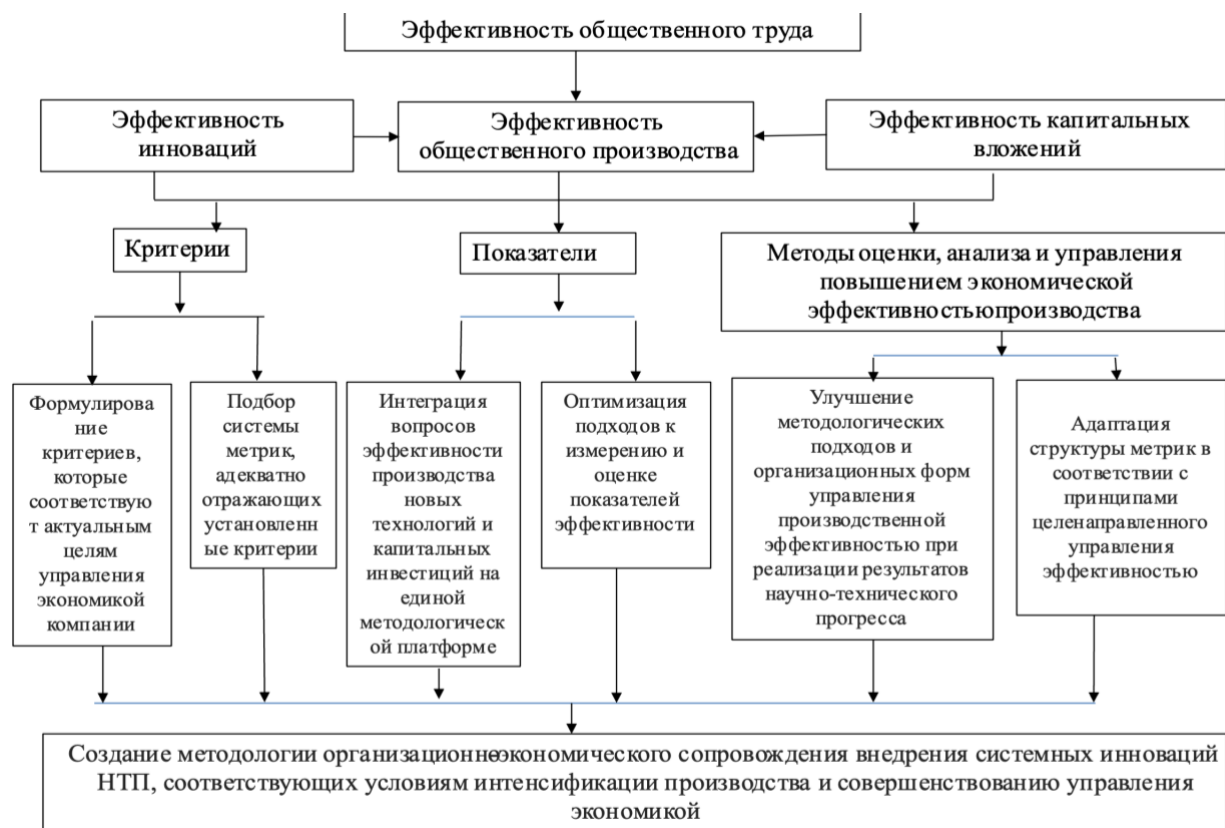 Эффективность общественного труда
Эффективность
инноваций
Эффективность
общественного производства
Эффективность капитальных
вложений
Критерии
Показатели
Методы оценки, анализа и управления
повышением экономической
эффективностьюпроизводства
Формулирова
ние
критериев,
которые
соответствую
т актуальным
целям
управления
экономикой
компании
Подбор
системы
метрик,
адекватно
отражающих
установленн
ые критерии
Интеграция
вопросов
эффективности
производства
новых
технологий и
капитальных
инвестиций на
единой
методологическ
ой платформе
Оптимизация
подходов к
измерению и
оценке
показателей
эффективности
Улучшение
методологических
подходов и
организационных форм
управления
производственной
эффективностью при
реализации результатов
научно-технического
прогресса
Адаптация
структуры метрик в
соответствии с
принципами
целенаправленного
управления
эффективностью
Создание методологии организационно-экономического сопровождения внедрения системных инноваций
НТП, соответствующих условиям интенсификации производства и совершенствованию управления
экономикой